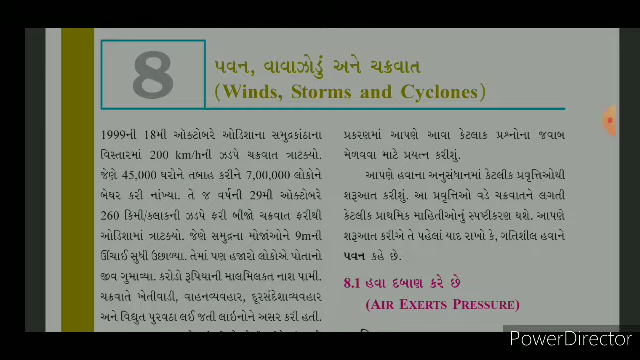 8
પવન, વાવાઝોડું અને ચક્રવાત
(Winds, Storms and Cyclones)
1999ની 18મી ઑક્ટોબરે ઓડિશાના સમુદ્રકાંઠાના
વિસ્તારમાં 200 km/hની ઝડપે ચક્રવાત ત્રાટક્યો.
જેણે 45,000 ઘરોને તબાહ કરીને 7,00,000 લોકોને
બેઘર કરી નાંખ્યા. તે જ વર્ષની 29મી ઑક્ટોબરે
260 કિમી/કલાકની ઝડપે ફરી બીજો ચક્રવાત ફરીથી
ઓડિશામાં ત્રાટક્યો. જેણે સમુદ્રના મોજાંઓને 9mની
ઊંચાઈ સુધી ઉછાળ્યા. તેમાં પણ હજારો લોકોએ પોતાનો
જીવ ગુમાવ્યા. કરોડો રૂપિયાની માલમિલકત નાશ પામી.
ચક્રવાતે ખેતીવાડી, વાહનવ્યવહાર, દૂરસંદેશાવ્યવહાર
અને વિદ્યુત પુરવઠા લઈ જતી લાઇનોને અસર કરી હતી.
પ્રકરણમાં આપણે આવા કેટલાક પ્રશ્નોના જવાબ
મેળવવા માટે પ્રયત્ન કરીશું.
આપણે હવાના અનુસંધાનમાં કેટલીક પ્રવૃત્તિઓથી
શરૂઆત કરીશું. આ પ્રવૃત્તિઓ વડે ચક્રવાતને લગતી
કેટલીક પ્રાથમિક માહિતીઓનું સ્પષ્ટીકરણ થશે. આપણે
શરૂઆત કરીએ તે પહેલાં યાદ રાખો કે, ગતિશીલ હવાને
પવન કહે છે.
8.1 હવા દબાણ કરે છે
(AIR EXERTS PRESSURE)
PowerDirector